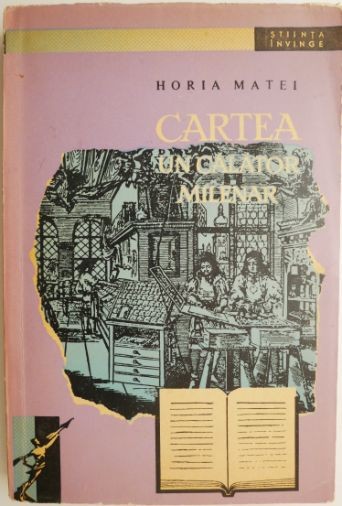 ȘTIINȚA
ÎNVINGE
HORIA MATEI
CARTEA
UN CĂLĂTOR
MILENAR